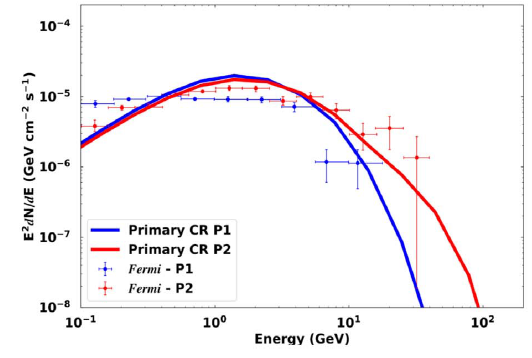 10⁻⁴
10⁻⁵
10⁻⁶
10⁻⁷
10⁻⁸
E²dN/dE (GeV cm⁻² s⁻¹)
Primary CR P1
Primary CR P2
Fermi - P1
Fermi - P2
10⁻¹ 10⁰ 10¹ 10²
Energy (GeV)